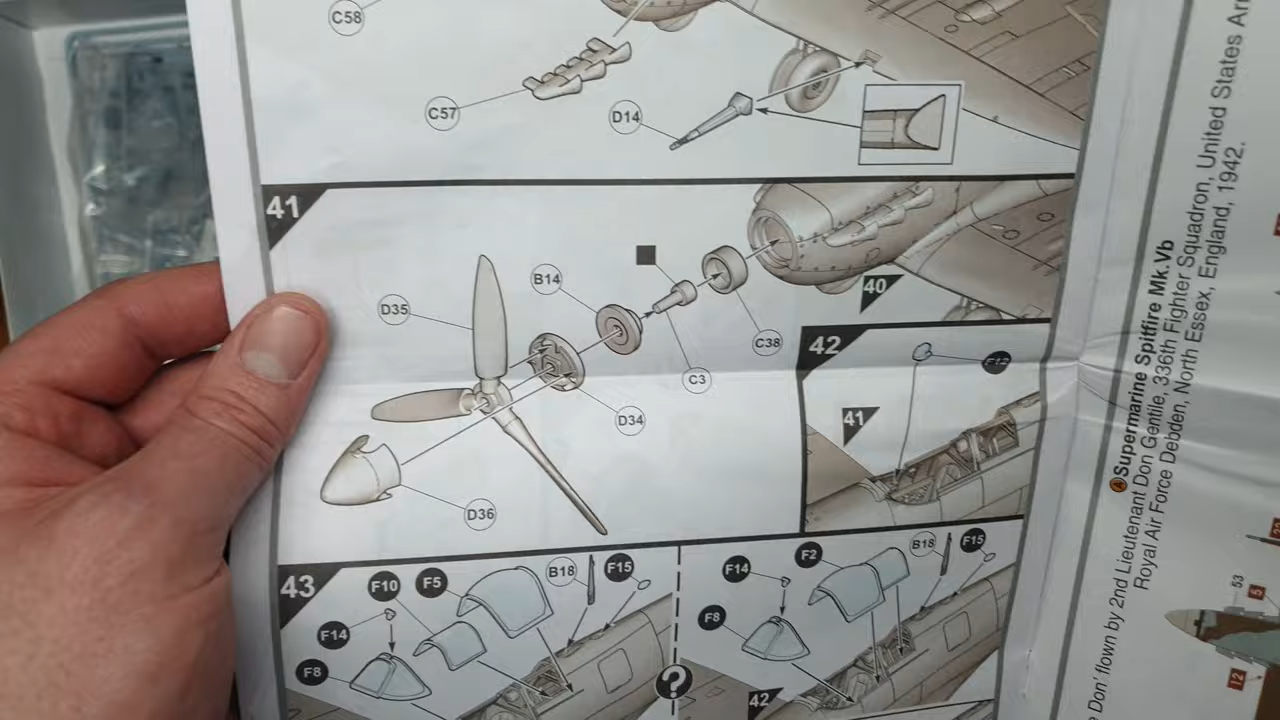 C58
C57
D14
41
D35
B14
C38
C3
D34
D36
40
42
F12
41
43
F10
F5
B18
F15
F14
F8
F14
F2
B18
F15
F8
?
42
A Supermarine Spitfire Mk.Vb
Don' flown by 2nd Lieutenant Don Gentile, 336th Fighter Squadron, United States
Royal Air Force Debden, North Essex, England, 1942.
53
5
12